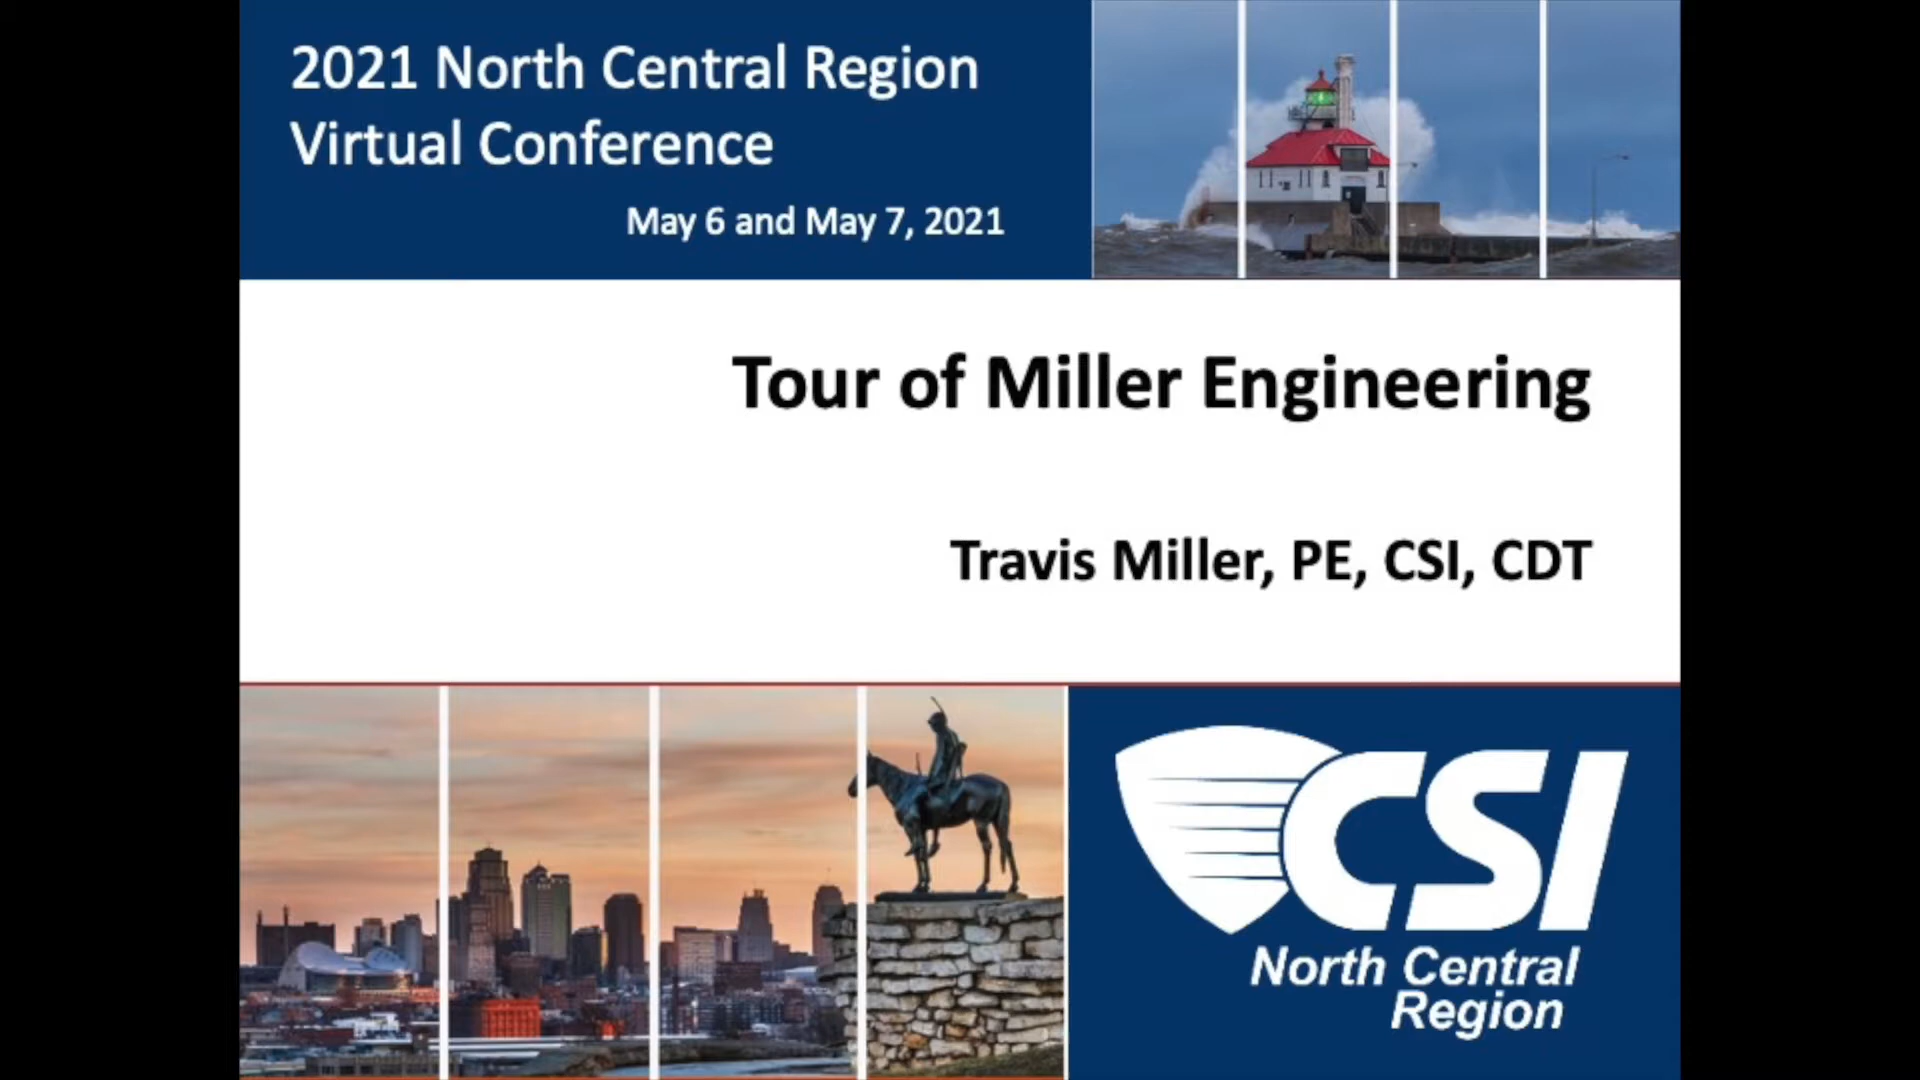 2021 North Central Region
Virtual Conference
May 6 and May 7, 2021
Tour of Miller Engineering
Travis Miller, PE, CSI, CDT
CSI
North Central
Region